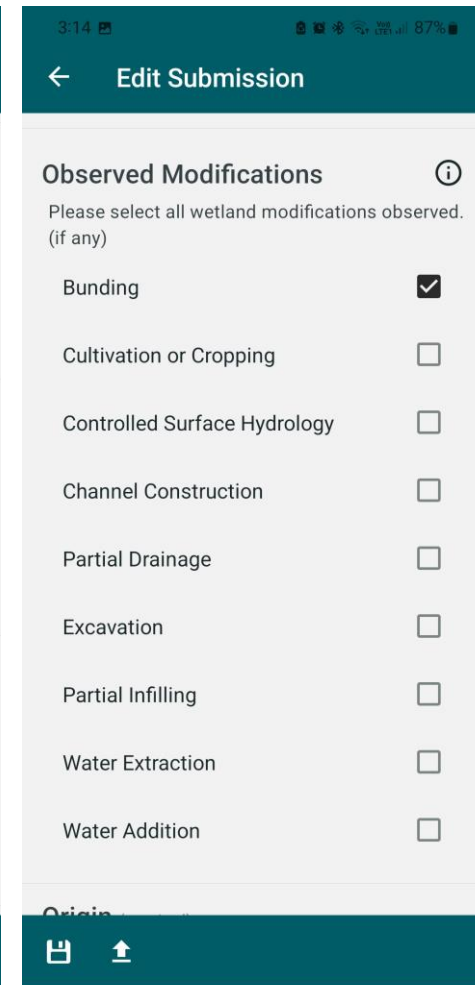 3:14 87%
Edit Submission
Observed Modifications
Please select all wetland modifications observed.
(if any)
Bunding
Cultivation or Cropping
Controlled Surface Hydrology
Channel Construction
Partial Drainage
Excavation
Partial Infilling
Water Extraction
Water Addition
Origin